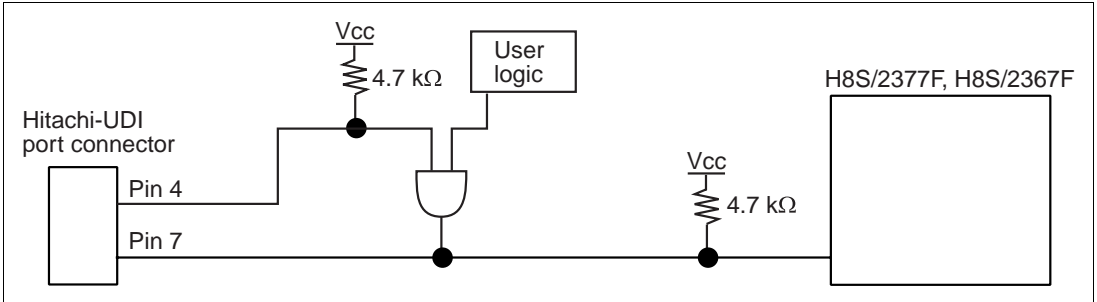 Vcc
4.7 kΩ
User
logic
H8S/2377F, H8S/2367F
Hitachi-UDI
port connector
Pin 4
Vcc
4.7 kΩ
Pin 7